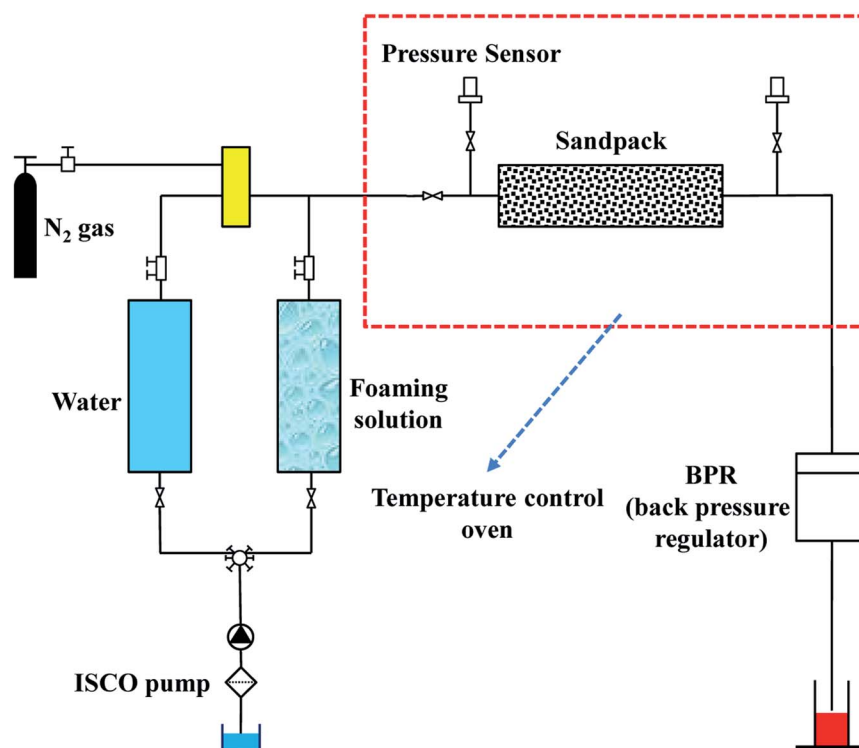 Pressure Sensor
Sandpack
N₂ gas
Water
Foaming
solution
Temperature control
oven
BPR
(back pressure
regulator)
ISCO pump